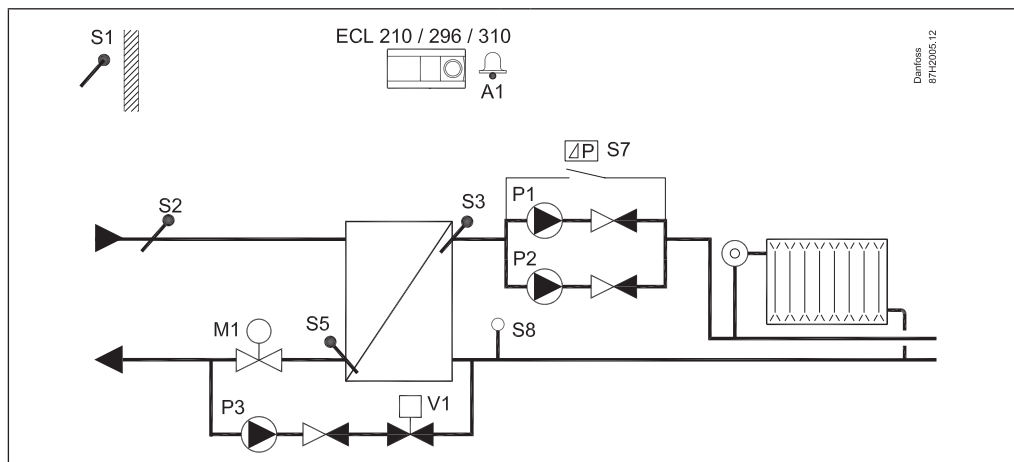 S1
ECL 210 / 296 / 310
A1
Danfoss
87H2005.12
ΔP S7
P1
S2
S3
P2
M1
S5
S8
P3
V1